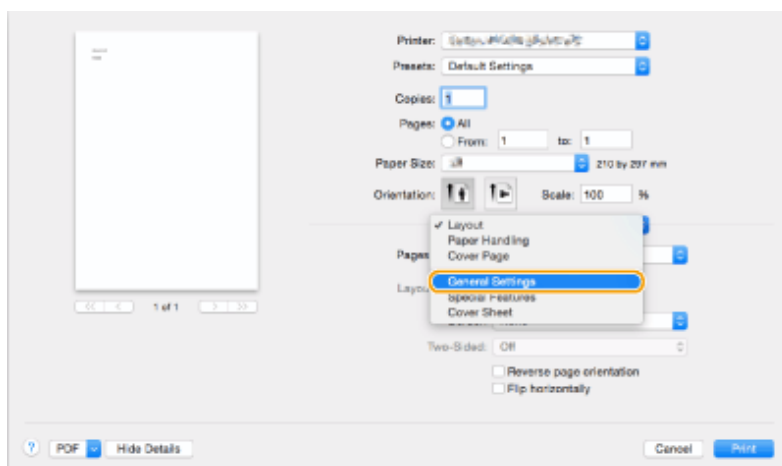 Printer:
Presets: Default Settings
Copies: 1
Pages: All
From: 1 to: 1
Paper Size: 210 by 297 mm
Orientation: Scale: 100 %
✓ Layout
Paper Handling
Pages
Cover Page
General Settings
Special Features
Cover Sheet
Two-Sided: Off
Reverse page orientation
Flip horizontally
<< < 1 of 1 > >>
? PDF Hide Details Cancel Print